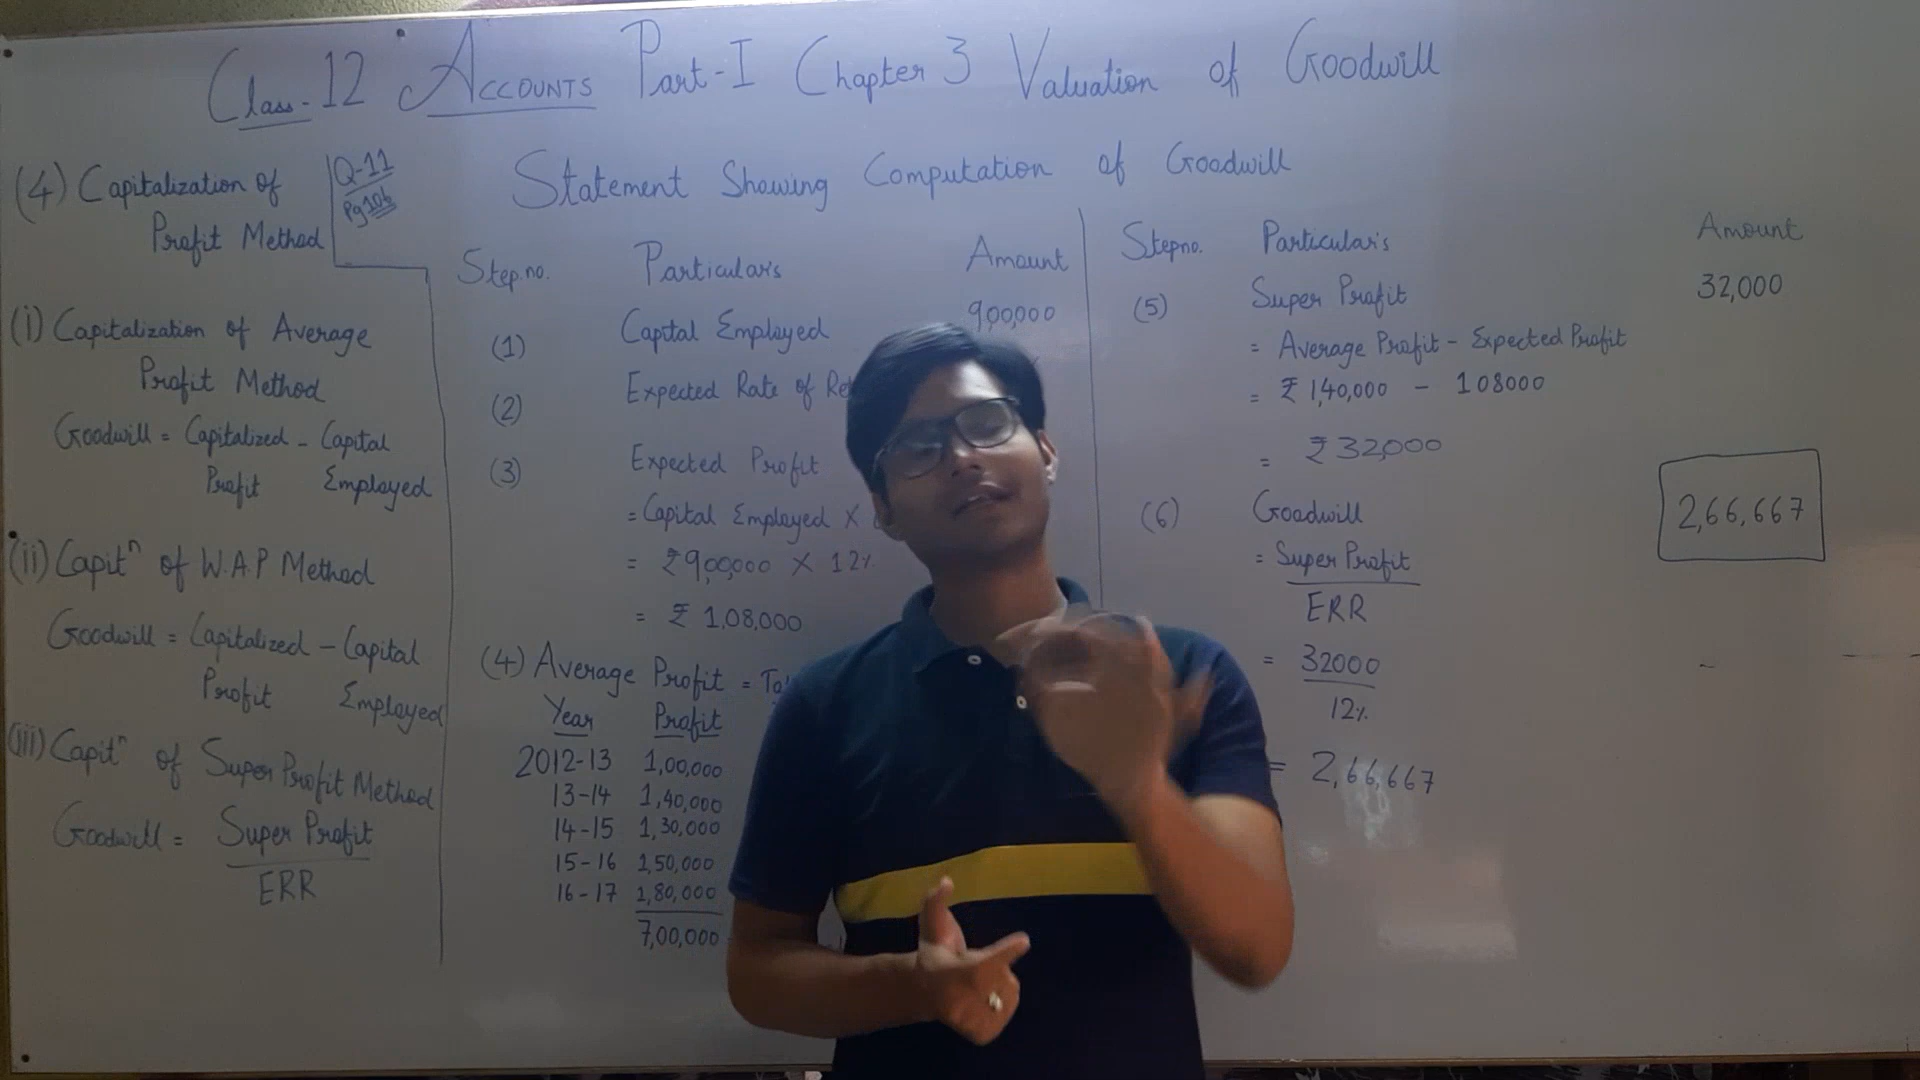 Class-12 ACCOUNTS Part-I Chapter 3 Valuation of Goodwill
(4) Capitalization of
Profit Method
Q-11
Pg 106
(i) Capitalization of Average
Profit Method
Goodwill = Capitalized - Capital
Profit Employed
(ii) Capitⁿ of W.A.P Method
Goodwill = Capitalized - Capital
Profit Employed
(iii) Capitⁿ of Super Profit Method
Goodwill = Super Profit
ERR
Statement Showing Computation of Goodwill
Step.no. Particulars Amount
(1) Capital Employed 9,00,000
(2) Expected Rate of
(3) Expected Profit
= Capital Employed X
= ₹9,00,000 X 12%
= ₹ 1,08,000
(4) Average Profit =
Year Profit
2012-13 1,00,000
13-14 1,40,000
14-15 1,30,000
15-16 1,50,000
16-17 1,80,000
7,00,000
Step no. Particulars Amount
(5) Super Profit 32,000
= Average Profit - Expected Profit
= ₹ 1,40,000 - 108000
= ₹ 32,000
(6) Goodwill 2,66,667
= Super Profit
ERR
= 32000
12%
= 2,66,667